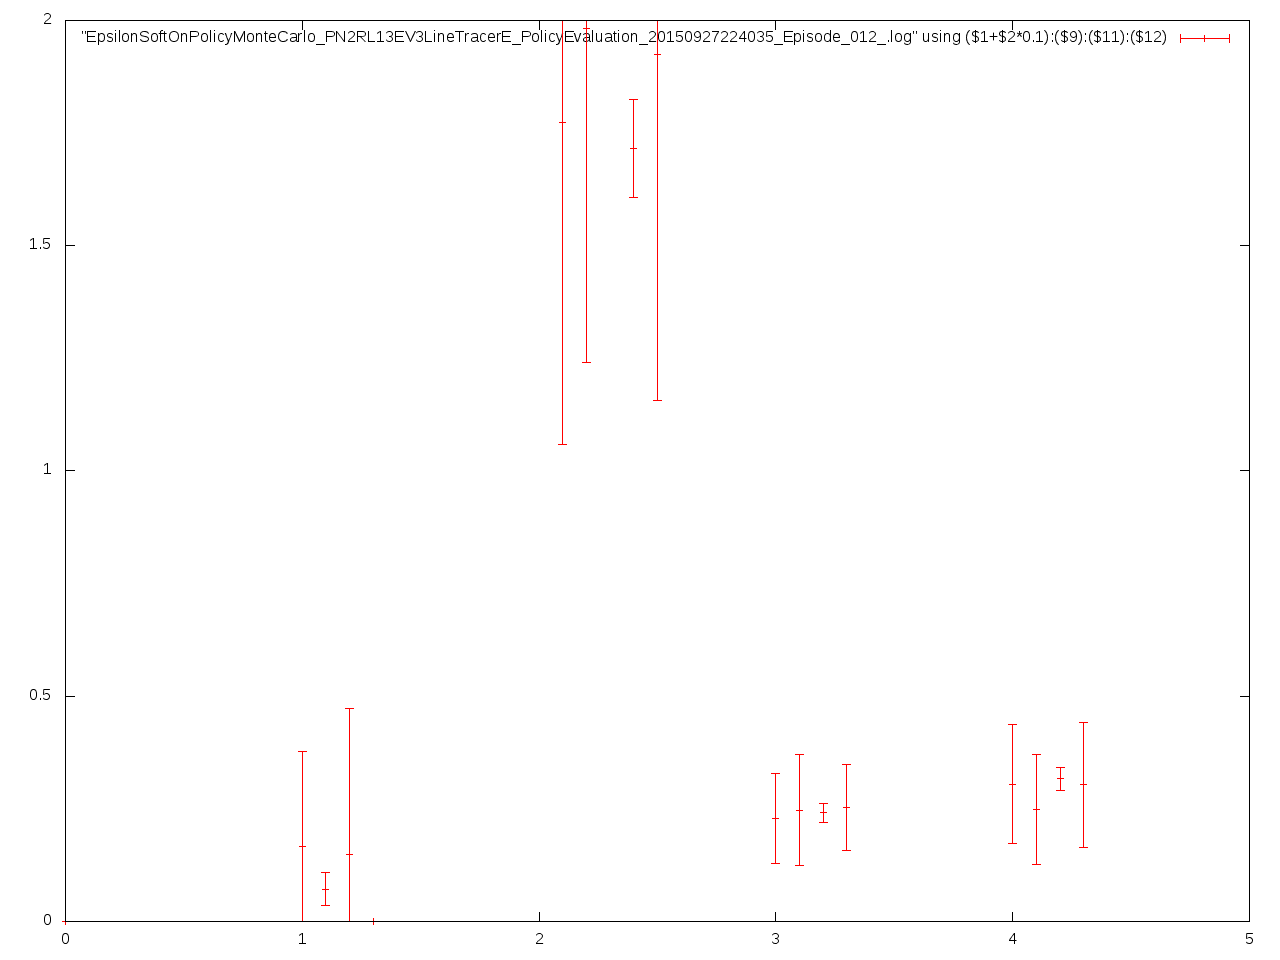 2
"EpsilonSoftOnPolicyMonteCarlo_PN2RL13EV3LineTracerE_PolicyEvaluation_20150927224035_Episode_012_.log" using ($1+$2*0.1):($9):($11):($12)
1.5
1
0.5
0
0 1 2 3 4 5